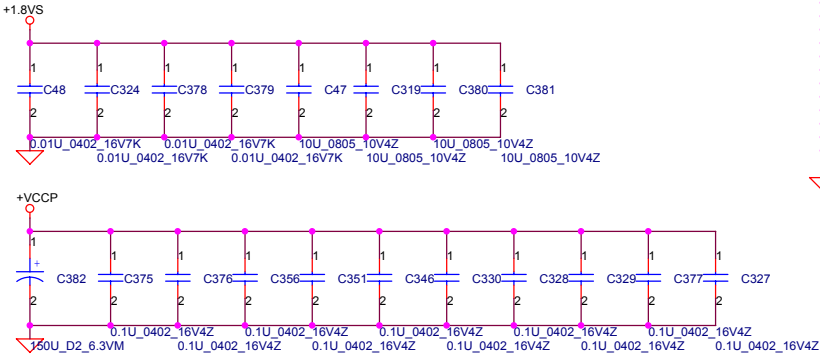 +1.8VS
1 1 1 1 1 1 1 1
C48 C324 C378 C379 C47 C319 C380 C381
2 2 2 2 2 2 2 2
0.01U_0402_16V7K 0.01U_0402_16V7K 10U_0805_10V4Z 10U_0805_10V4Z
0.01U_0402_16V7K 0.01U_0402_16V7K 10U_0805_10V4Z 10U_0805_10V4Z
+VCCP
1 1 1 1 1 1 1 1 1 1 1
+
C382 C375 C376 C356 C351 C346 C330 C328 C329 C377 C327
2 2 2 2 2 2 2 2 2 2 2
0.1U_0402_16V4Z 0.1U_0402_16V4Z 0.1U_0402_16V4Z 0.1U_0402_16V4Z 0.1U_0402_16V4Z
150U_D2_6.3VM 0.1U_0402_16V4Z 0.1U_0402_16V4Z 0.1U_0402_16V4Z 0.1U_0402_16V4Z 0.1U_0402_16V4Z